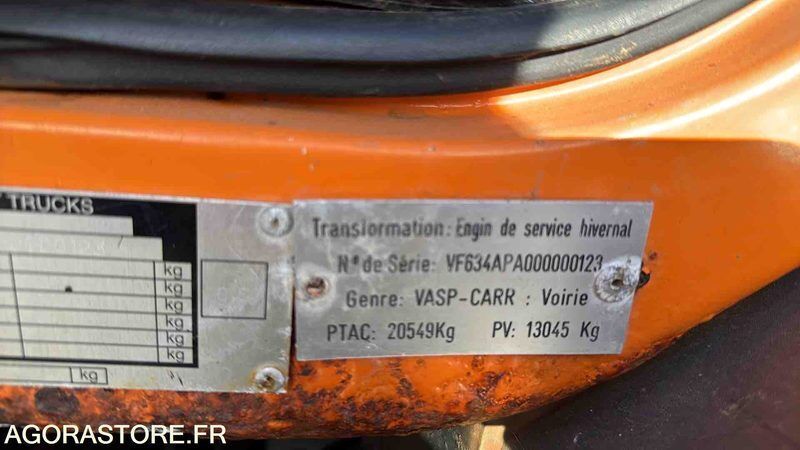 TRUCKS
kg
kg
kg
kg
kg
kg
Transformation: Engin de service hivernal
N° de Série: VF634APA000000123
Genre: VASP-CARR : Voirie
PTAC: 20549Kg PV: 13045 Kg
AGORASTORE.FR